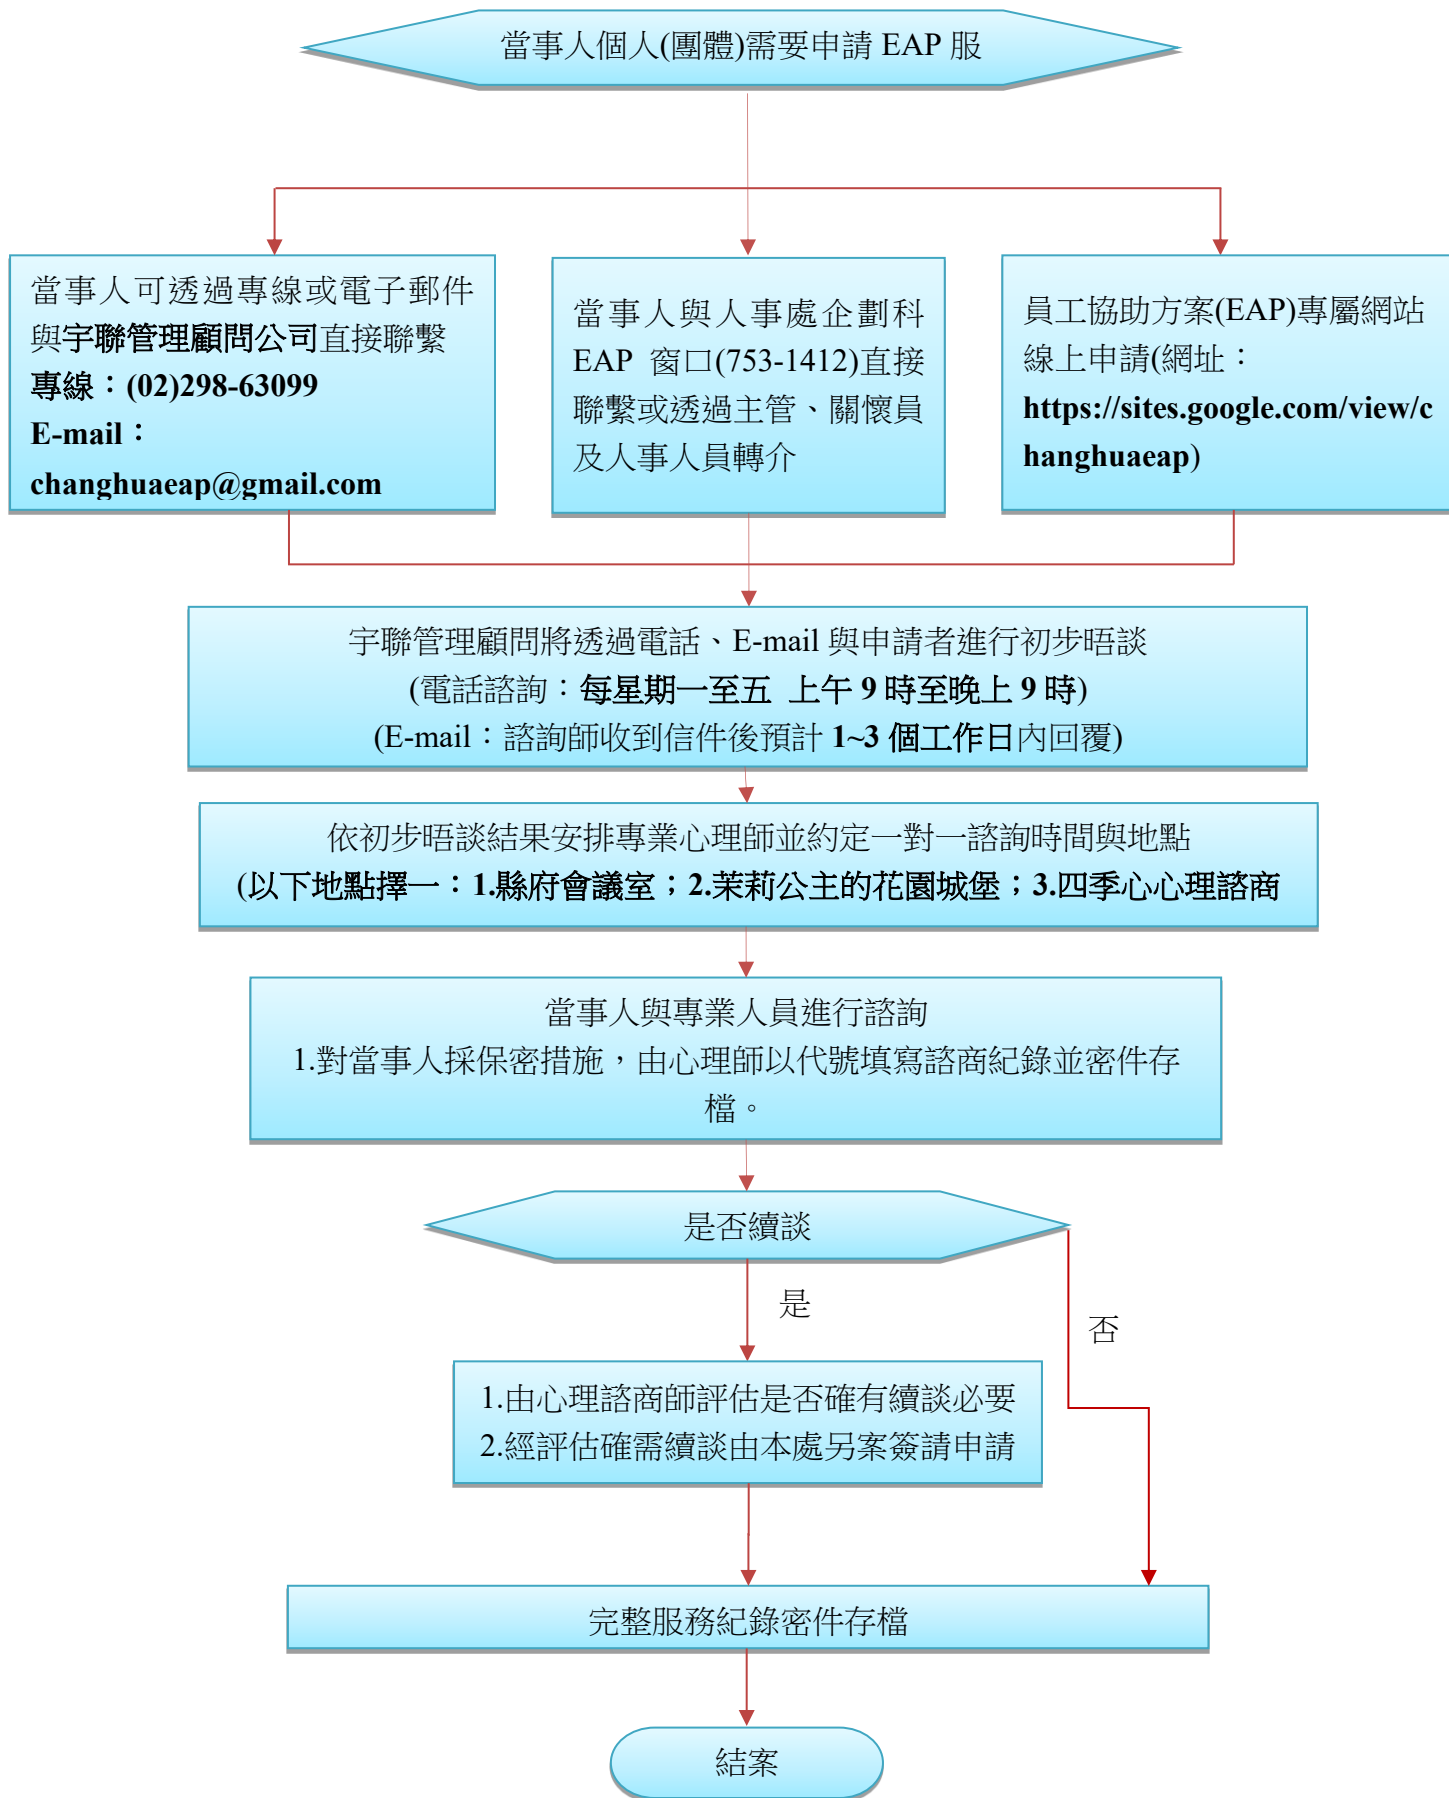 當事人個人(團體)需要申請 EAP 服
當事人可透過專線或電子郵件
與宇聯管理顧問公司直接聯繫
專線：(02)298-63099
E-mail：
changhuaeap@gmail.com
當事人與人事處企劃科
EAP 窗口(753-1412)直接
聯繫或透過主管、關懷員
及人事人員轉介
員工協助方案(EAP)專屬網站
線上申請(網址：
https://sites.google.com/view/c
hanghuaeap)
宇聯管理顧問將透過電話、E-mail 與申請者進行初步晤談
(電話諮詢：每星期一至五 上午 9 時至晚上 9 時)
(E-mail：諮詢師收到信件後預計 1~3 個工作日內回覆)
依初步晤談結果安排專業心理師並約定一對一諮詢時間與地點
(以下地點擇一：1.縣府會議室；2.茉莉公主的花園城堡；3.四季心心理諮商
當事人與專業人員進行諮詢
1.對當事人採保密措施，由心理師以代號填寫諮商紀錄並密件存
檔。
是否續談
是
否
1.由心理諮商師評估是否確有續談必要
2.經評估確需續談由本處另案簽請申請
完整服務紀錄密件存檔
結案